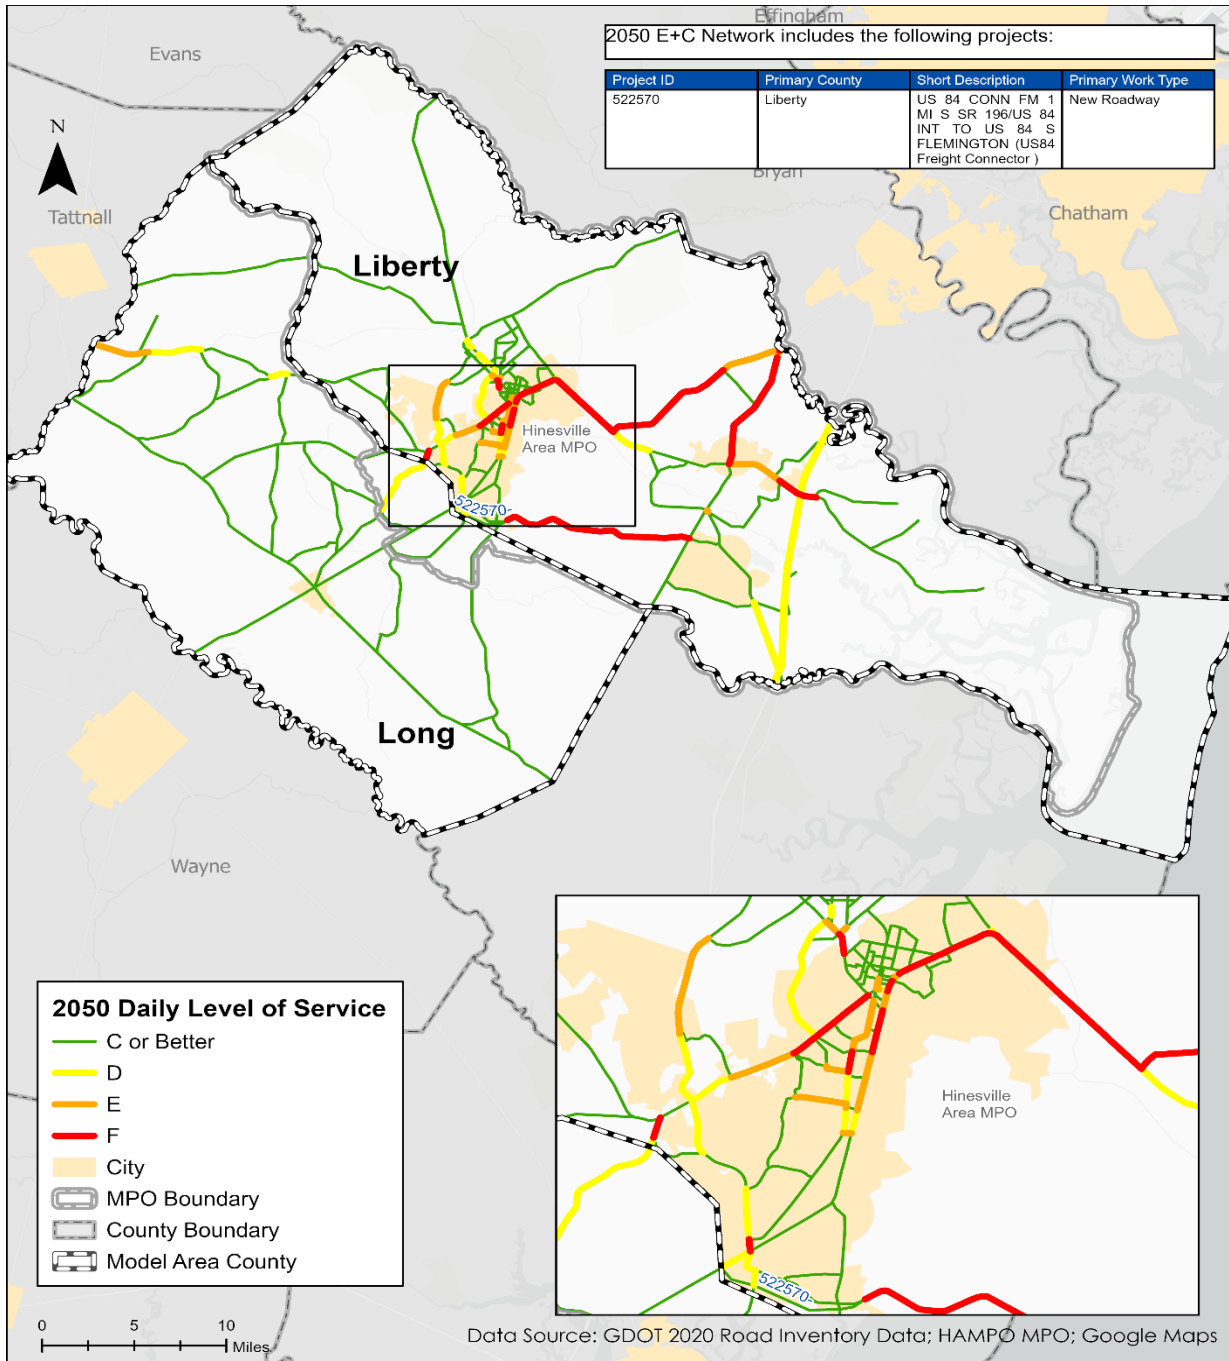 Effingham
2050 E+C Network includes the following projects:
Evans
Project ID Primary County Short Description Primary Work Type
522570 Liberty US 84 CONN FM 1 New Roadway
MI S SR 196/US 84
INT TO US 84 S
FLEMINGTON (US84
Freight Connector )
N
Bryan
Tattnall
Chatham
Liberty
Hinesville
Area MPO
522570
Long
Wayne
2050 Daily Level of Service
C or Better
D
E
F
City
MPO Boundary
County Boundary
Model Area County
Hinesville
Area MPO
522570
0 5 10
Miles
Data Source: GDOT 2020 Road Inventory Data; HAMPO MPO; Google Maps